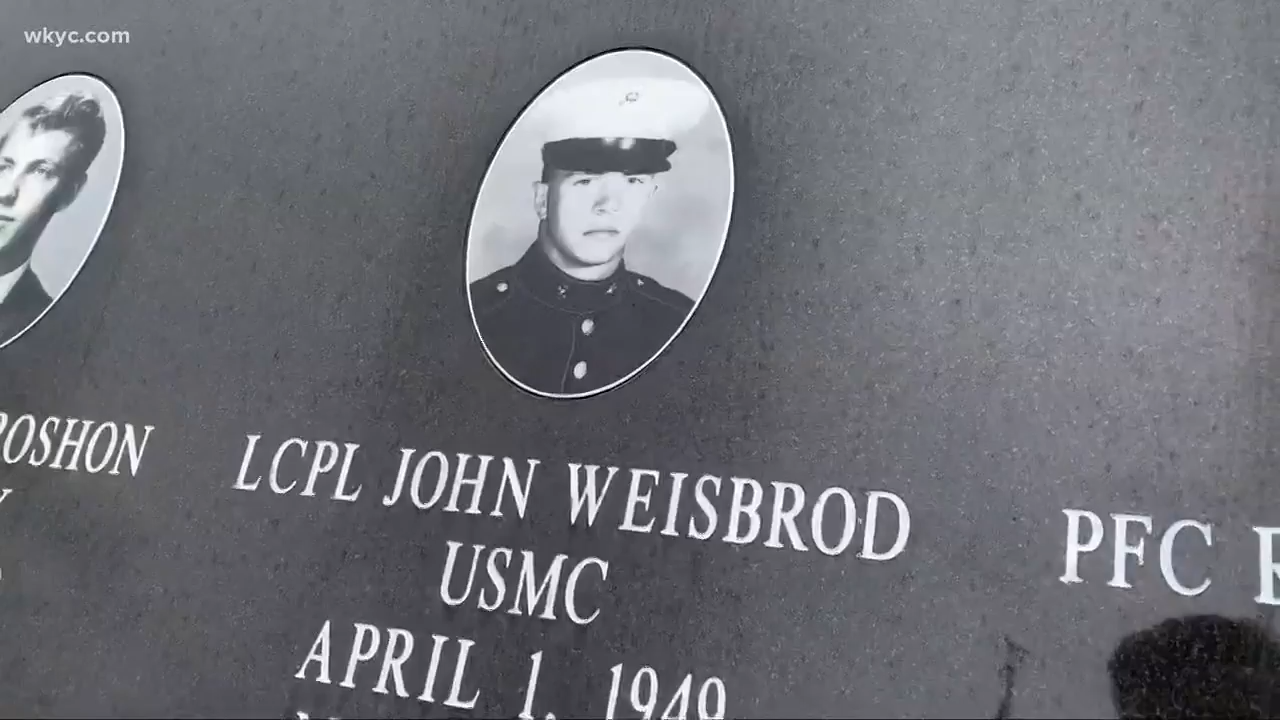 wkyc.com
ROSHON
LCPL JOHN WEISBROD
PFC
USMC
APRIL 1, 1949